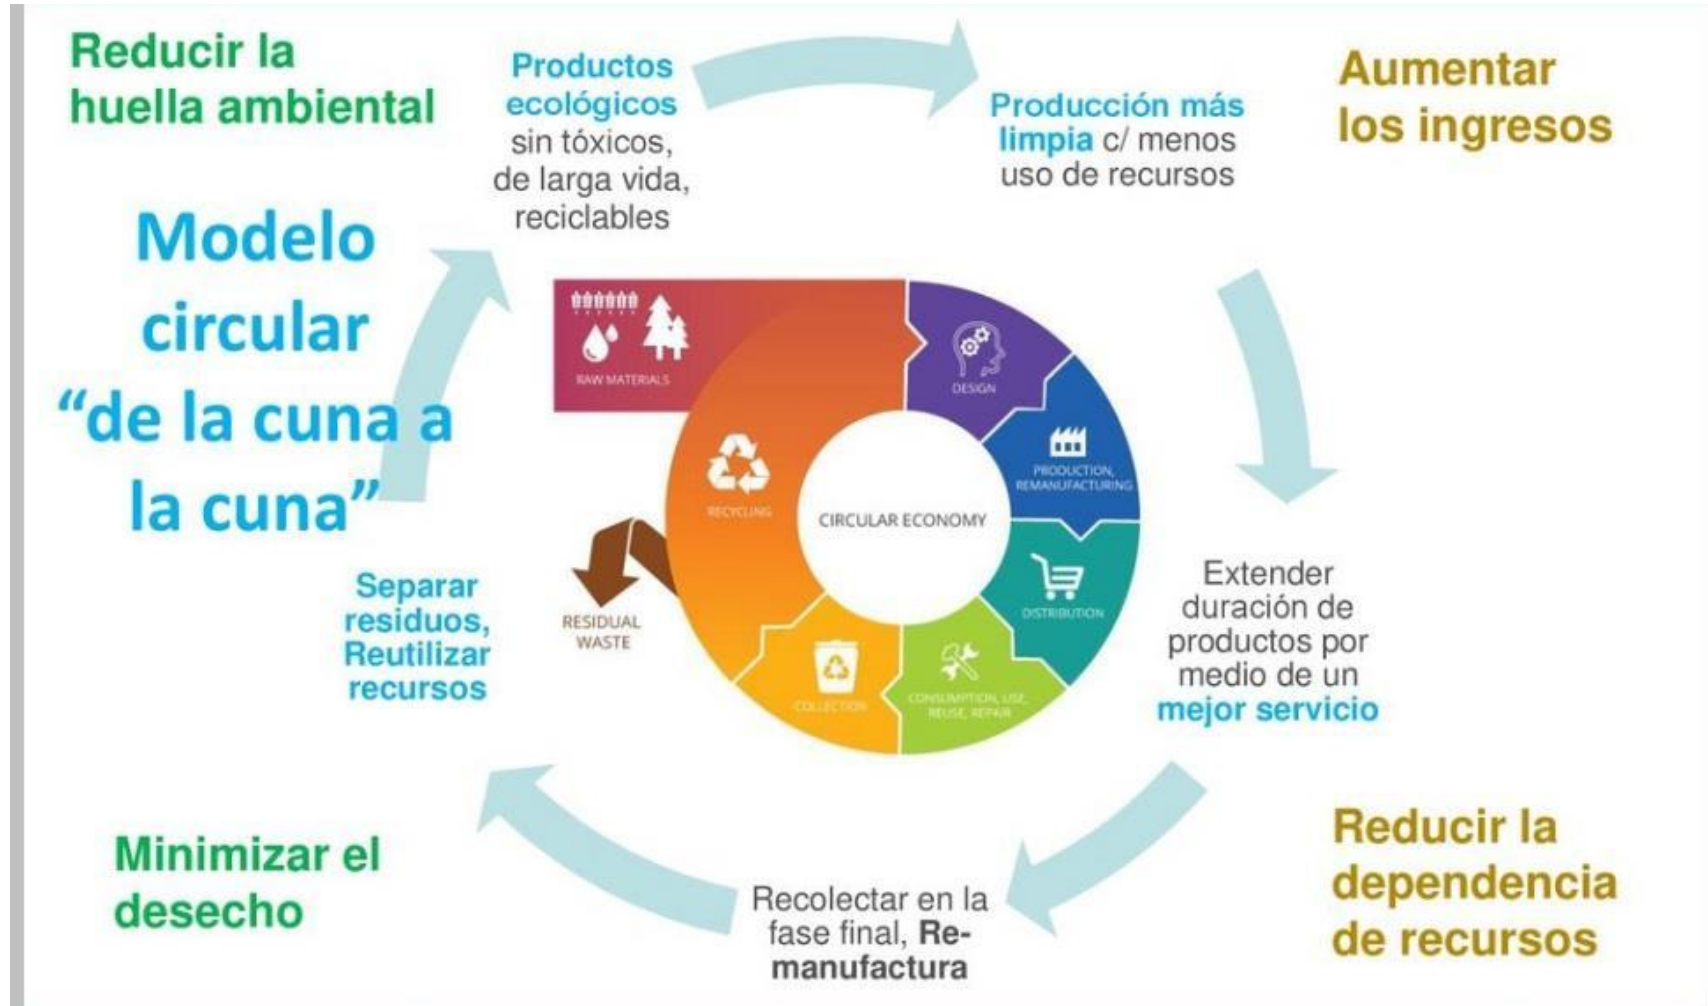 Reducir la
huella ambiental
Productos
ecológicos
sin tóxicos,
de larga vida,
reciclables
Producción más
limpia c/ menos
uso de recursos
Aumentar
los ingresos
Modelo
circular
“de la cuna a
la cuna”
RAW MATERIALS
DESIGN
PRODUCTION,
REMANUFACTURING
RECYCLING
CIRCULAR ECONOMY
DISTRIBUTION
RESIDUAL
WASTE
COLLECTION
CONSUMPTION, USE,
REUSE, REPAIR
Separar
residuos,
Reutilizar
recursos
Extender
duración de
productos por
medio de un
mejor servicio
Minimizar el
desecho
Recolectar en la
fase final, Re-
manufactura
Reducir la
dependencia
de recursos